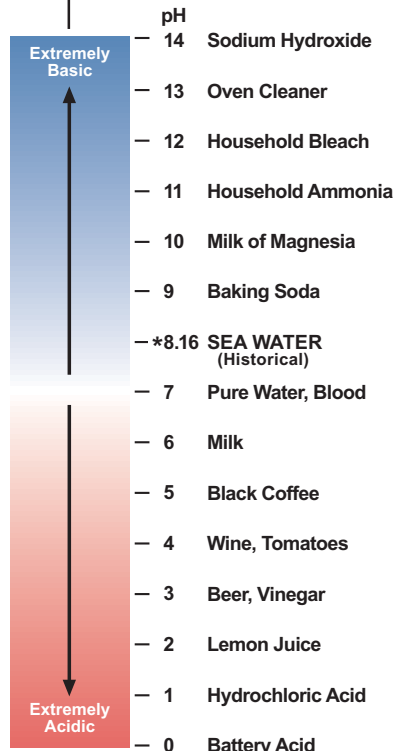 pH
Extremely
Basic
14 Sodium Hydroxide
13 Oven Cleaner
12 Household Bleach
11 Household Ammonia
10 Milk of Magnesia
9 Baking Soda
*8.16 SEA WATER
(Historical)
7 Pure Water, Blood
6 Milk
5 Black Coffee
4 Wine, Tomatoes
3 Beer, Vinegar
2 Lemon Juice
1 Hydrochloric Acid
Extremely
Acidic
0 Battery Acid